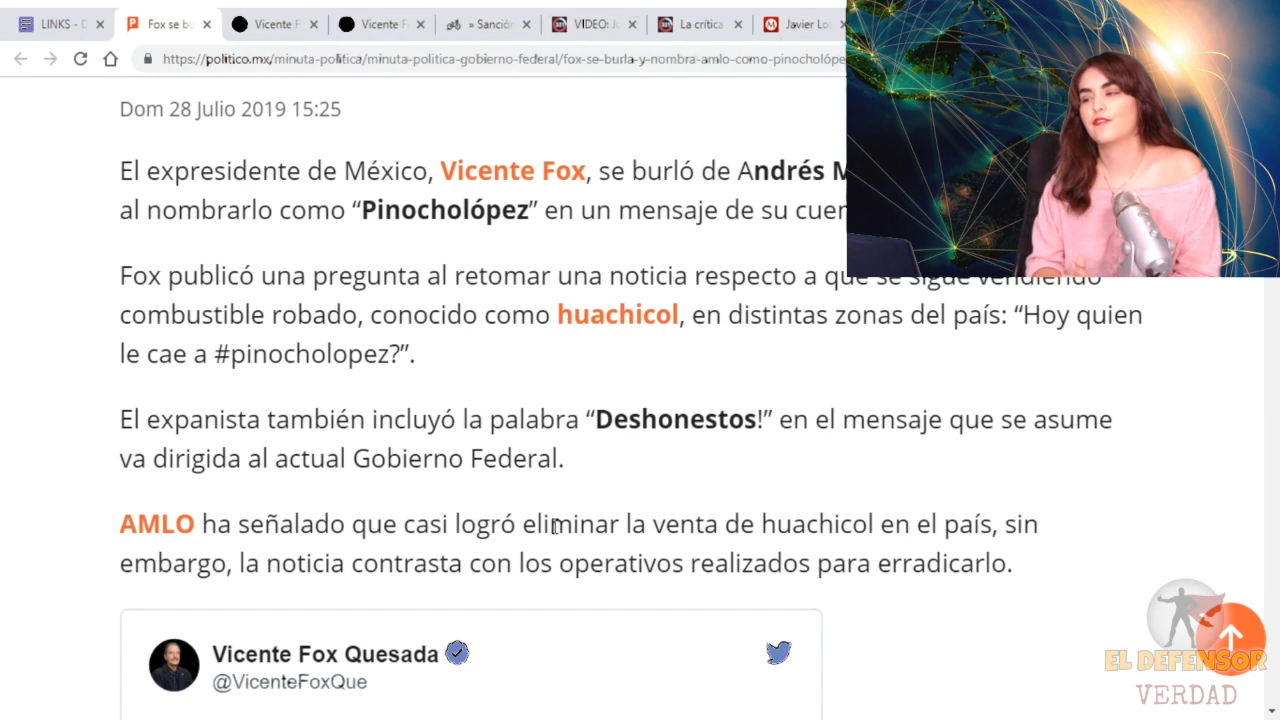 LINKS - D
Fox se bu
Vicente F
Vicente F
» Sanción
VIDEO: J
La crítica
Javier Lo
https://politico.mx/minuta-politica/minuta-politica-gobierno-federal/fox-se-burla-y-nombra-amlo-como-pinocholópe
Dom 28 Julio 2019 15:25
El expresidente de México, Vicente Fox, se burló de Andrés M
al nombrarlo como “Pinocholópez” en un mensaje de su cuen
Fox publicó una pregunta al retomar una noticia respecto a que se sigue vendiendo
combustible robado, conocido como huachicol, en distintas zonas del país: “Hoy quien
le cae a #pinocholopez?”.
El expanista también incluyó la palabra “Deshonestos!” en el mensaje que se asume
va dirigida al actual Gobierno Federal.
AMLO ha señalado que casi logró eliminar la venta de huachicol en el país, sin
embargo, la noticia contrasta con los operativos realizados para erradicarlo.
Vicente Fox Quesada
@VicenteFoxQue
EL DEFENSOR
VERDAD